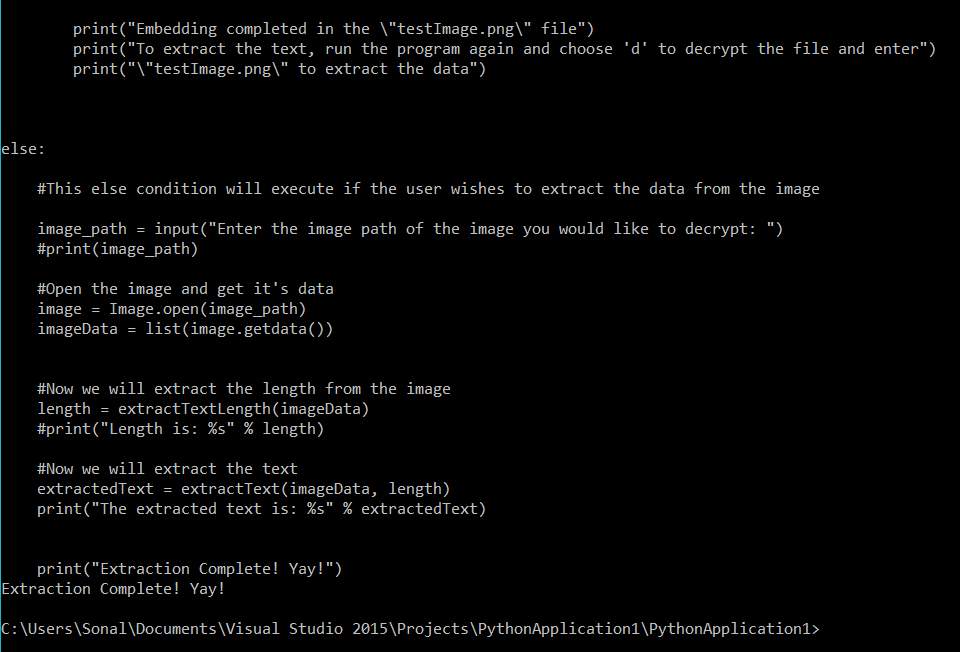 print("Embedding completed in the \"testImage.png\" file")
print("To extract the text, run the program again and choose 'd' to decrypt the file and enter")
print("\"testImage.png\" to extract the data")
else:
#This else condition will execute if the user wishes to extract the data from the image
image_path = input("Enter the image path of the image you would like to decrypt: ")
#print(image_path)
#Open the image and get it's data
image = Image.open(image_path)
imageData = list(image.getdata())
#Now we will extract the length from the image
length = extractTextLength(imageData)
#print("Length is: %s" % length)
#Now we will extract the text
extractedText = extractText(imageData, length)
print("The extracted text is: %s" % extractedText)
print("Extraction Complete! Yay!")
Extraction Complete! Yay!
C:\Users\Sonal\Documents\Visual Studio 2015\Projects\PythonApplication1\PythonApplication1>